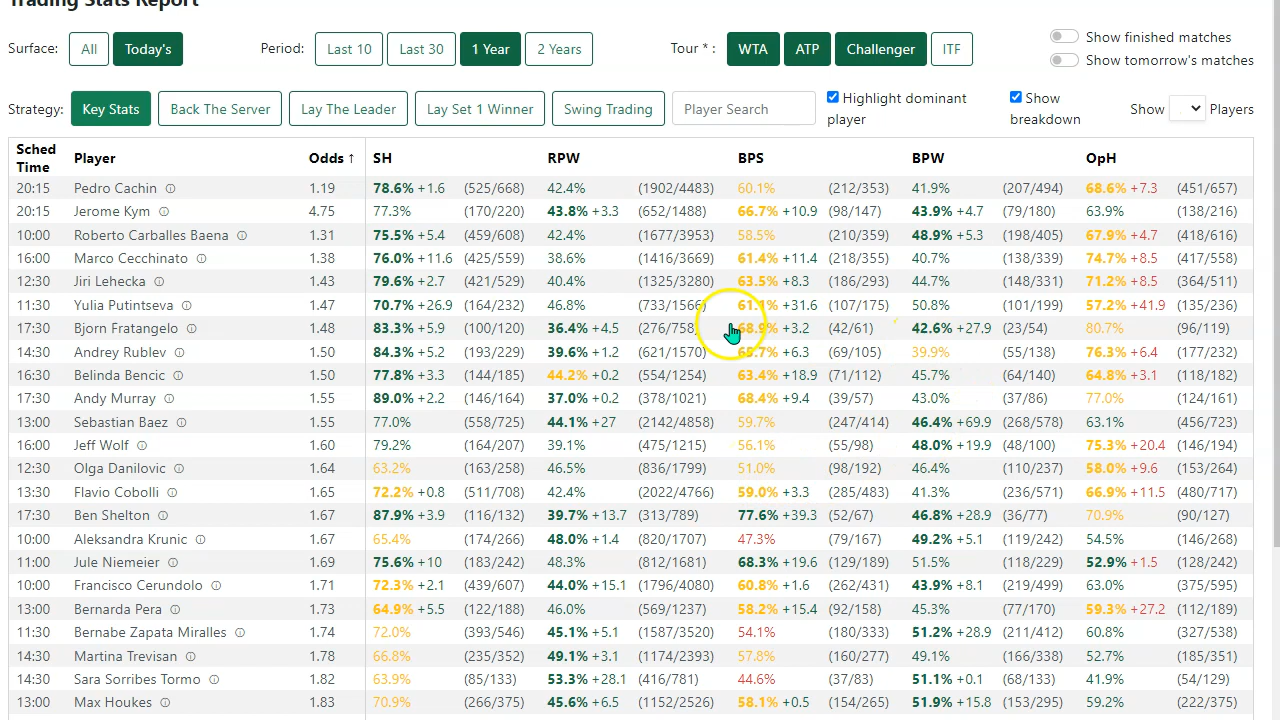 Trading Stats Report
Surface: All Today's Period: Last 10 Last 30 1 Year 2 Years Tour * : WTA ATP Challenger ITF Show finished matches
Show tomorrow's matches
Strategy: Key Stats Back The Server Lay The Leader Lay Set 1 Winner Swing Trading Player Search Highlight dominant player Show breakdown Show Players
Sched Time Player Odds ↑ SH RPW BPS BPW OpH
20:15 Pedro Cachin 1.19 78.6% +1.6 (525/668) 42.4% (1902/4483) 60.1% (212/353) 41.9% (207/494) 68.6% +7.3 (451/657)
20:15 Jerome Kym 4.75 77.3% (170/220) 43.8% +3.3 (652/1488) 66.7% +10.9 (98/147) 43.9% +4.7 (79/180) 63.9% (138/216)
10:00 Roberto Carballes Baena 1.31 75.5% +5.4 (459/608) 42.4% (1677/3953) 58.5% (210/359) 48.9% +5.3 (198/405) 67.9% +4.7 (418/616)
16:00 Marco Cecchinato 1.38 76.0% +11.6 (425/559) 38.6% (1416/3669) 61.4% +11.4 (218/355) 40.7% (138/339) 74.7% +8.5 (417/558)
12:30 Jiri Lehecka 1.43 79.6% +2.7 (421/529) 40.4% (1325/3280) 63.5% +8.3 (186/293) 44.7% (148/331) 71.2% +8.5 (364/511)
11:00 Yulia Putintseva 1.47 70.7% +26.9 (164/232) 46.8% (733/1566) 61.1% +31.6 (107/175) 50.8% (101/199) 57.2% +41.9 (135/236)
17:30 Bjorn Fratangelo 1.48 83.3% +5.9 (100/120) 36.4% +4.5 (276/758) 68.9% +3.2 (42/61) 42.6% +27.9 (23/54) 80.7% (96/119)
14:30 Andrey Rublev 1.50 84.3% +5.2 (193/229) 39.6% +1.2 (621/1570) 65.7% +6.3 (69/105) 39.9% (55/138) 76.3% +6.4 (177/232)
16:00 Belinda Bencic 1.50 77.8% +3.3 (144/185) 44.2% +0.2 (554/1254) 63.4% +18.9 (71/112) 45.7% (64/140) 64.8% +3.1 (118/182)
17:30 Andy Murray 1.55 89.0% +2.2 (146/164) 37.0% +0.2 (378/1021) 68.4% +9.4 (39/57) 43.0% (37/86) 77.0% (124/161)
13:00 Sebastian Baez 1.55 77.0% (558/725) 44.1% +27 (2142/4858) 59.7% (247/414) 46.4% +69.9 (268/578) 63.1% (456/723)
16:00 Jeff Wolf 1.60 79.2% (164/207) 39.1% (475/1215) 56.1% (55/98) 48.0% +19.9 (48/100) 75.3% +20.4 (146/194)
12:30 Olga Danilovic 1.64 63.2% (163/258) 46.5% (836/1799) 51.0% (98/192) 46.4% (110/237) 58.0% +9.6 (153/264)
13:30 Flavio Cobolli 1.65 72.2% +0.8 (511/708) 42.4% (2022/4766) 59.0% +3.3 (285/483) 41.3% (236/571) 66.9% +11.5 (480/717)
17:30 Ben Shelton 1.67 87.9% +3.9 (116/132) 39.7% +13.7 (313/789) 77.6% +39.3 (52/67) 46.8% +28.9 (36/77) 70.9% (90/127)
10:00 Aleksandra Krunic 1.67 65.4% (174/266) 48.0% +1.4 (820/1707) 47.3% (79/167) 49.2% +5.1 (119/242) 54.5% (146/268)
11:00 Jule Niemeier 1.69 75.6% +10 (183/242) 48.3% (812/1681) 68.3% +19.6 (129/189) 51.5% (118/229) 52.9% +1.5 (128/242)
10:00 Francisco Cerundolo 1.71 72.3% +2.1 (439/607) 44.0% +15.1 (1796/4080) 60.8% +1.6 (262/431) 43.9% +8.1 (219/499) 65.0% (375/555)
13:00 Bernarda Pera 1.73 64.9% +5.5 (122/188) 46.0% (569/1237) 58.2% +15.4 (92/158) 45.3% (77/170) 59.3% +27.2 (112/189)
11:30 Bernabe Zapata Miralles 1.74 72.0% (393/546) 45.1% +5.1 (1587/3520) 54.1% (180/333) 51.2% +28.9 (211/412) 60.8% (327/538)
14:30 Martina Trevisan 1.78 66.8% (235/352) 49.1% +3.1 (1174/2393) 57.8% (160/277) 49.1% (166/338) 52.7% (185/351)
14:30 Sara Sorribes Tormo 1.82 63.9% (85/133) 53.3% +28.1 (416/781) 44.6% (37/83) 51.1% +0.1 (68/133) 41.9% (54/129)
13:00 Max Houkes 1.83 70.9% (266/375) 45.6% +6.5 (1152/2526) 58.1% +0.5 (154/265) 51.9% +15.8 (153/295) 59.2% (222/375)